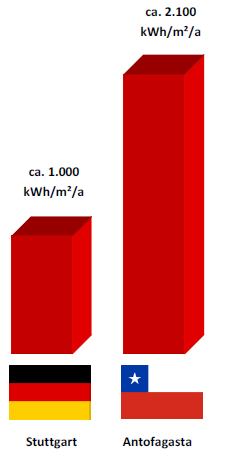 ca. 2.100
kWh/m²/a
ca. 1.000
kWh/m²/a
Stuttgart
Antofagasta